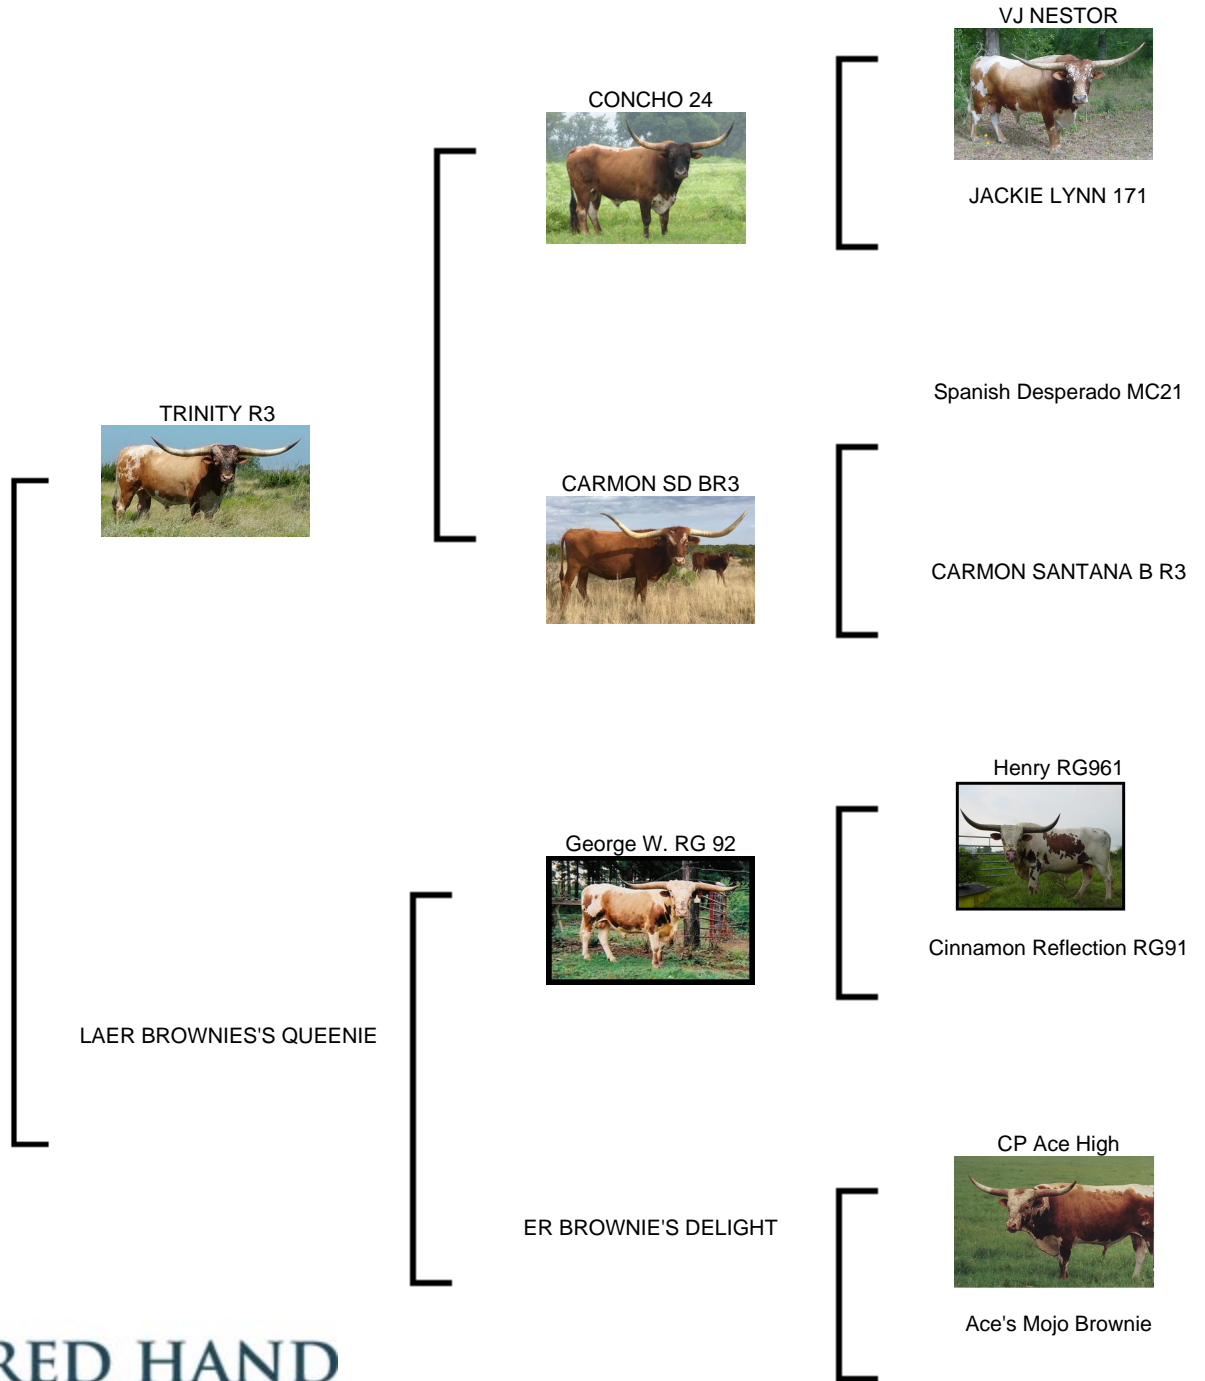 VJ NESTOR
CONCHO 24
JACKIE LYNN 171
Spanish Desperado MC21
TRINITY R3
CARMON SD BR3
CARMON SANTANA B R3
Henry RG961
George W. RG 92
Cinnamon Reflection RG91
LAER BROWNIES'S QUEENIE
CP Ace High
ER BROWNIE'S DELIGHT
Ace's Mojo Brownie
RED HAND